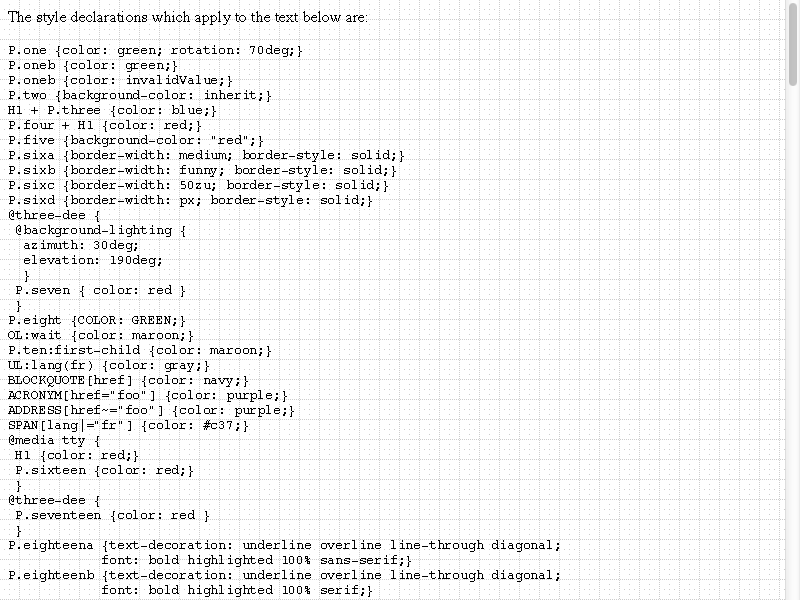 The style declarations which apply to the text below are:
P.one {color: green; rotation: 70deg;}
P.oneb {color: green;}
P.oneb {color: invalidValue;}
P.two {background-color: inherit;}
H1 + P.three {color: blue;}
P.four + H1 {color: red;}
P.five {background-color: "red";}
P.sixa {border-width: medium; border-style: solid;}
P.sixb {border-width: funny; border-style: solid;}
P.sixc {border-width: 50zu; border-style: solid;}
P.sixd {border-width: px; border-style: solid;}
@three-dee {
 @background-lighting {
  azimuth: 30deg;
  elevation: 190deg;
  }
 P.seven { color: red }
 }
P.eight {COLOR: GREEN;}
OL:wait {color: maroon;}
P.ten:first-child {color: maroon;}
UL:lang(fr) {color: gray;}
BLOCKQUOTE[href] {color: navy;}
ACRONYM[href="foo"] {color: purple;}
ADDRESS[href~="foo"] {color: purple;}
SPAN[lang|="fr"] {color: #c37;}
@media tty {
 H1 {color: red;}
 P.sixteen {color: red;}
 }
@three-dee {
 P.seventeen {color: red }
 }
P.eighteena {text-decoration: underline overline line-through diagonal;
            font: bold highlighted 100% sans-serif;}
P.eighteenb {text-decoration: underline overline line-through diagonal;
            font: bold highlighted 100% serif;}